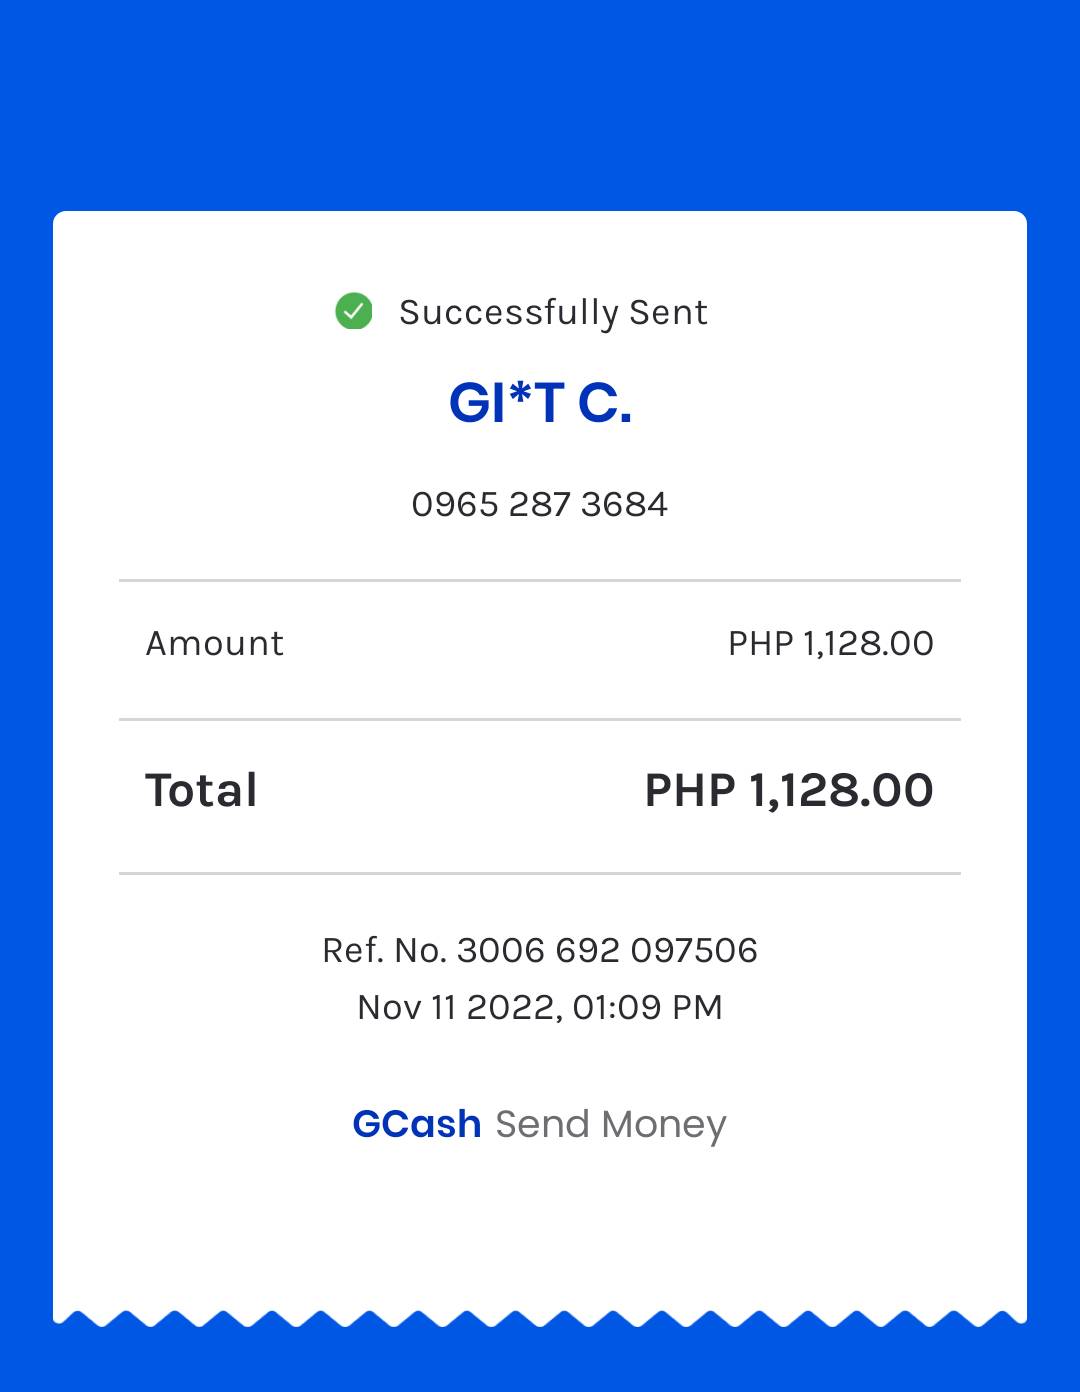 Successfully Sent
GI*T C.
0965 287 3684
Amount PHP 1,128.00
Total PHP 1,128.00
Ref. No. 3006 692 097506
Nov 11 2022, 01:09 PM
GCash Send Money